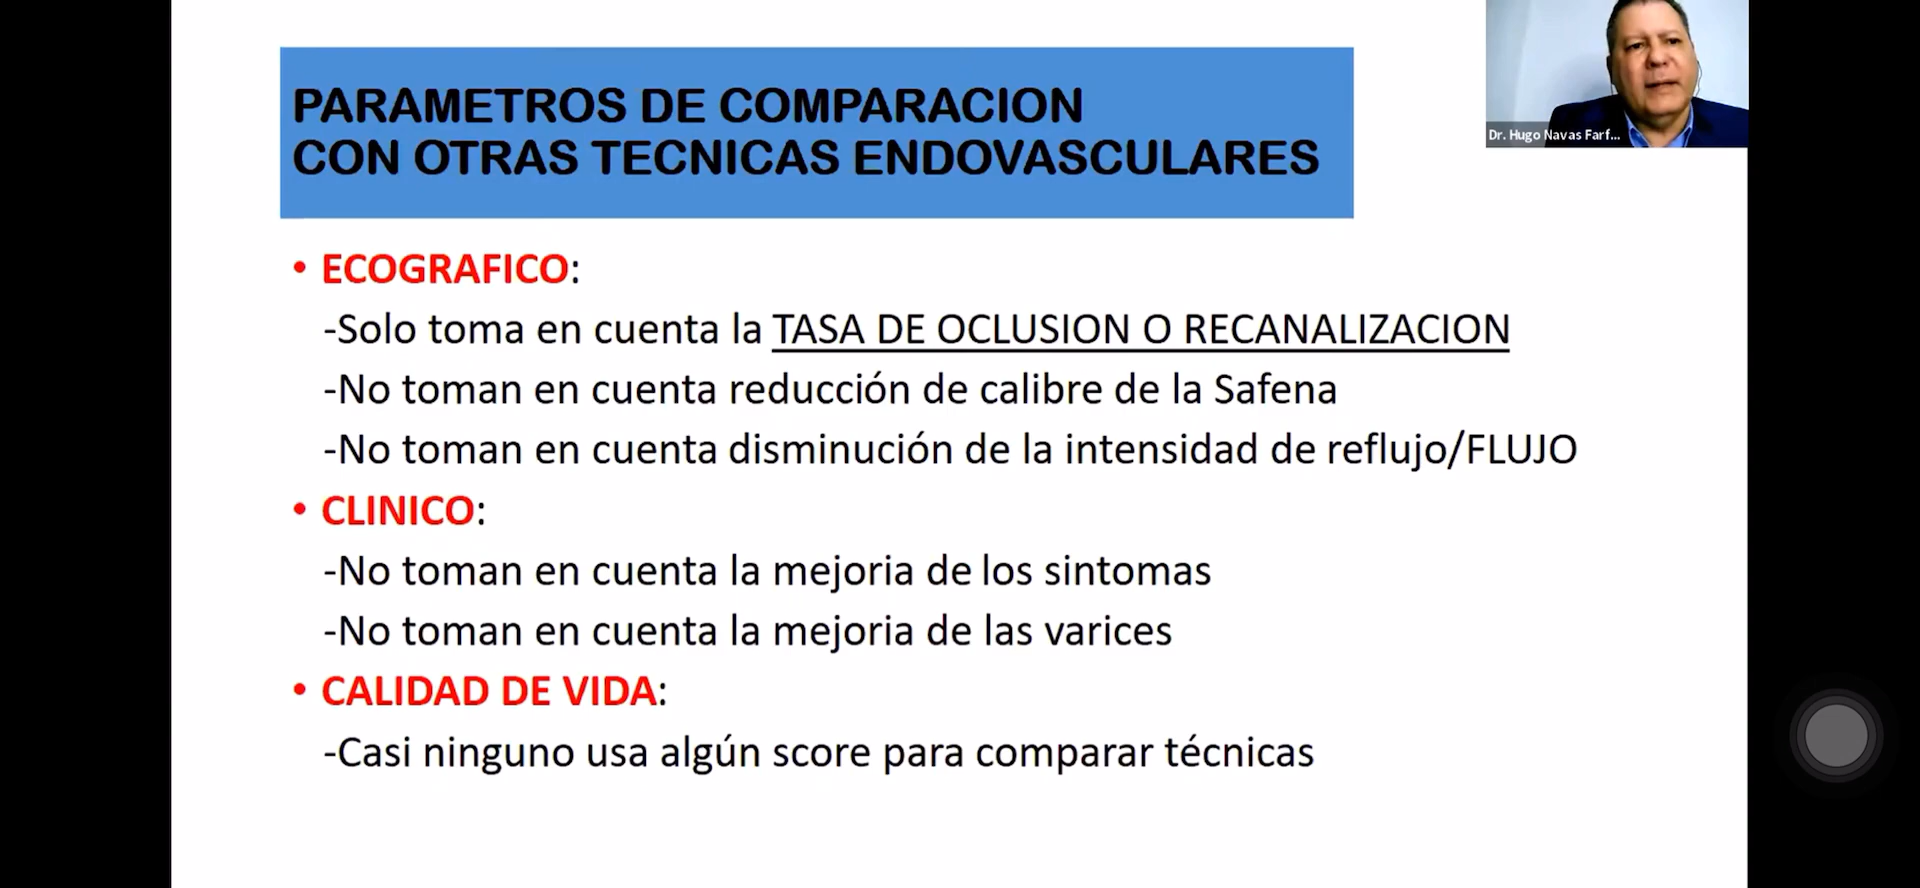 PARAMETROS DE COMPARACION
CON OTRAS TECNICAS ENDOVASCULARES
Dr. Hugo Navas Farf...
• ECOGRAFICO:
-Solo toma en cuenta la TASA DE OCLUSION O RECANALIZACION
-No toman en cuenta reducción de calibre de la Safena
-No toman en cuenta disminución de la intensidad de reflujo/FLUJO
• CLINICO:
-No toman en cuenta la mejoria de los sintomas
-No toman en cuenta la mejoria de las varices
• CALIDAD DE VIDA:
-Casi ninguno usa algún score para comparar técnicas